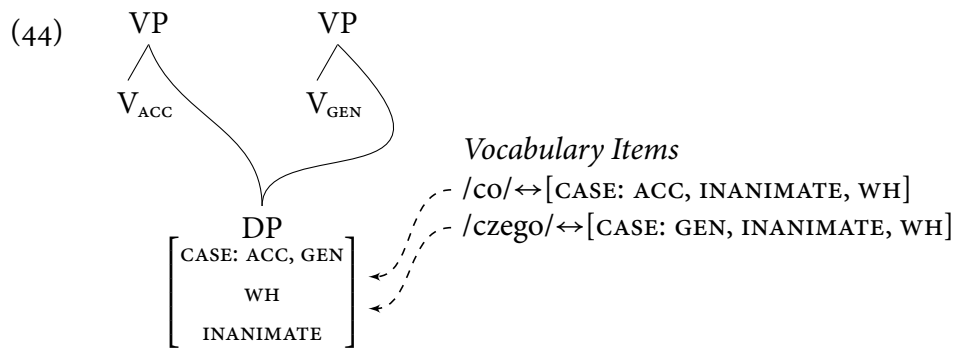 (44) VP VP
V_ACC V_GEN
Vocabulary Items
/co/↔[CASE: ACC, INANIMATE, WH]
/czego/↔[CASE: GEN, INANIMATE, WH]
DP
CASE: ACC, GEN
WH
INANIMATE